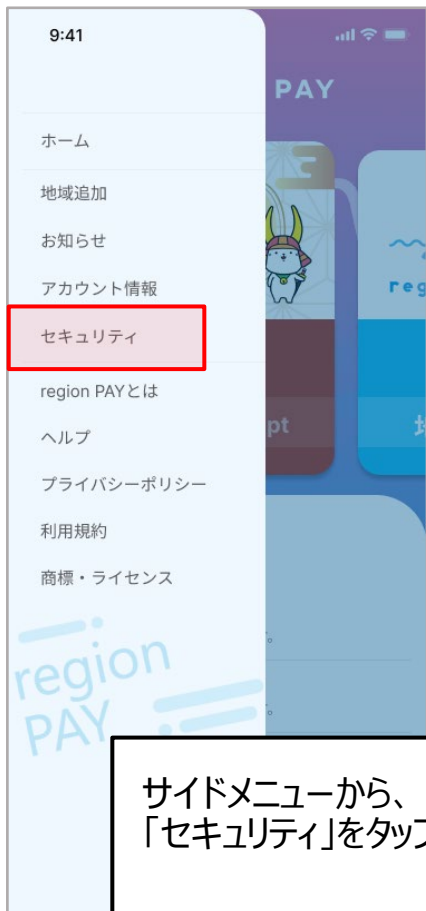 9:41
PAY
ホーム
地域追加
お知らせ
アカウント情報
セキュリティ
region PAYとは
ヘルプ
プライバシーポリシー
利用規約
商標・ライセンス
reg
pt
region
PAY
サイドメニューから、
「セキュリティ」をタップ